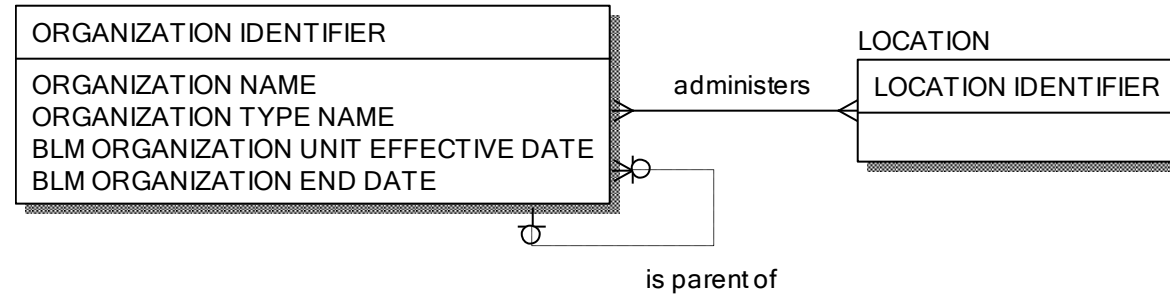 ORGANIZATION IDENTIFIER
ORGANIZATION NAME
ORGANIZATION TYPE NAME
BLM ORGANIZATION UNIT EFFECTIVE DATE
BLM ORGANIZATION END DATE
administers
LOCATION
LOCATION IDENTIFIER
is parent of